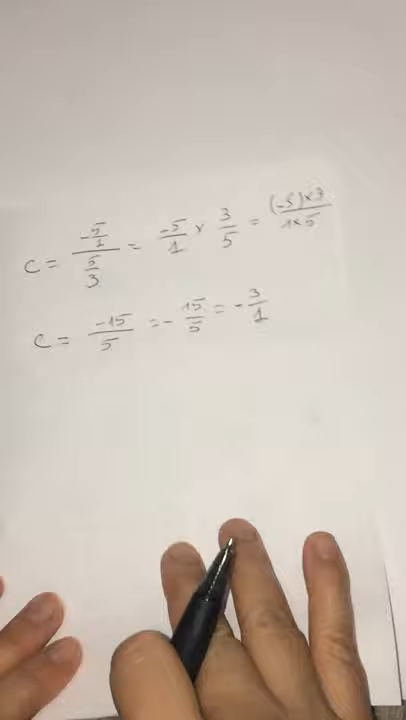 C = (-5/1)/(5/3) = -5/1 × 3/5 = (-5)×3/1×5
C = -15/5 = - 15/5 = - 3/1